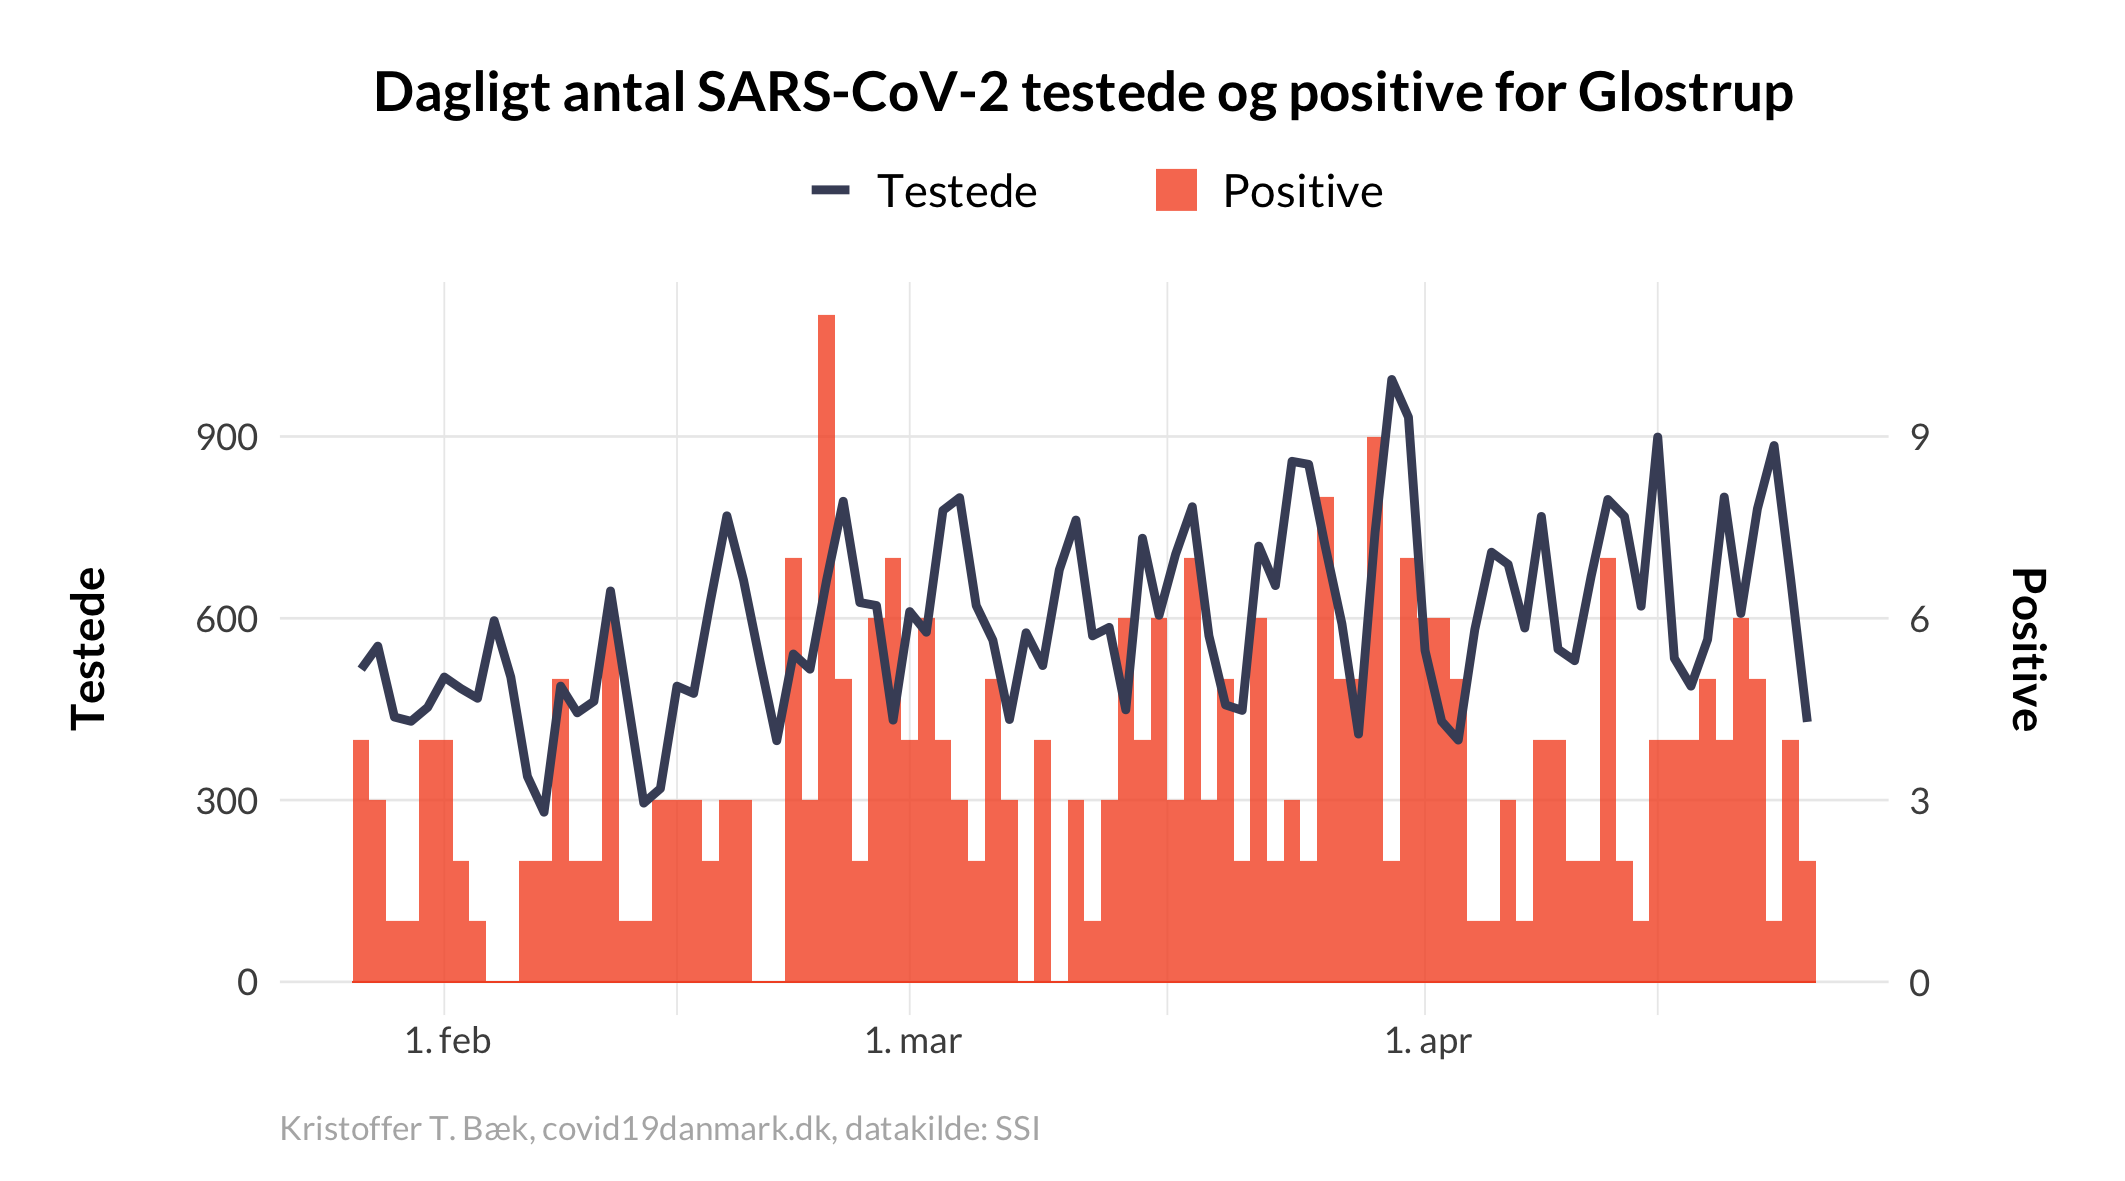 Dagligt antal SARS-CoV-2 testede og positive for Glostrup
Testede
Positive
Testede
900
600
300
0
9
6
3
0
Positive
1. feb
1. mar
1. apr
Kristoffer T. Bæk, covid19danmark.dk, datakilde: SSI